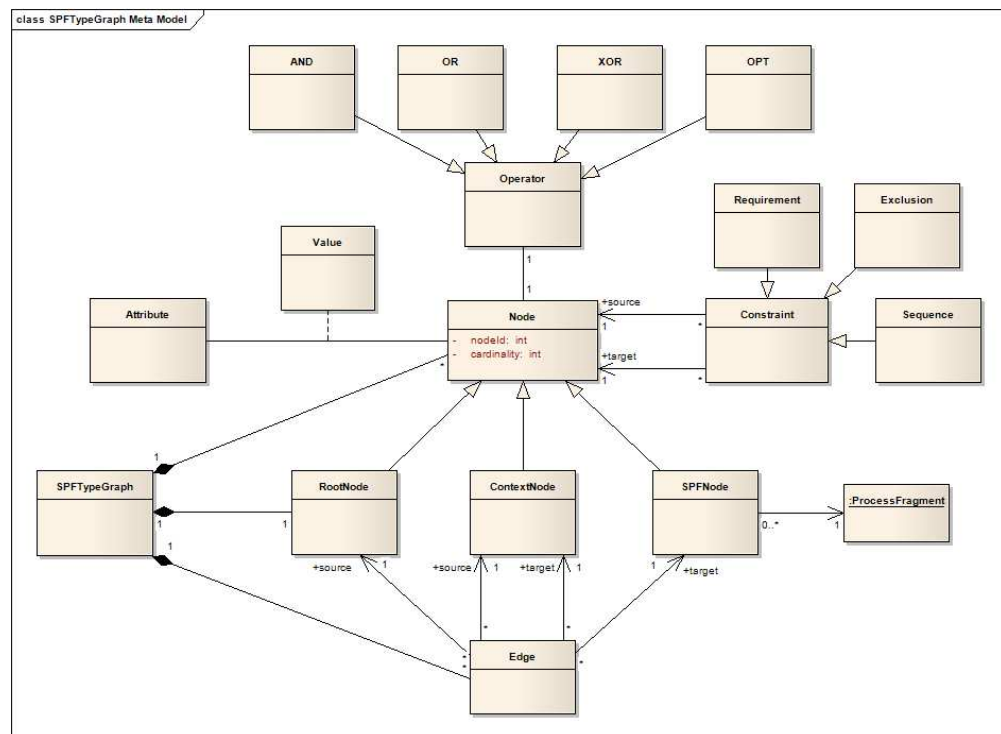 class SPFTypeGraph Meta Model
AND
OR
XOR
OPT
Operator
Requirement
Exclusion
Value
1
1
+source
1
*
Attribute
Node
- nodeId: int
- cardinality: int
Constraint
Sequence
+target
1
*
*
1
SPFTypeGraph
RootNode
ContextNode
SPFNode
:ProcessFragment
1
1
0..*
1
1
+source
1
+source
1
+target
1
1
+target
*
*
*
*
*
Edge